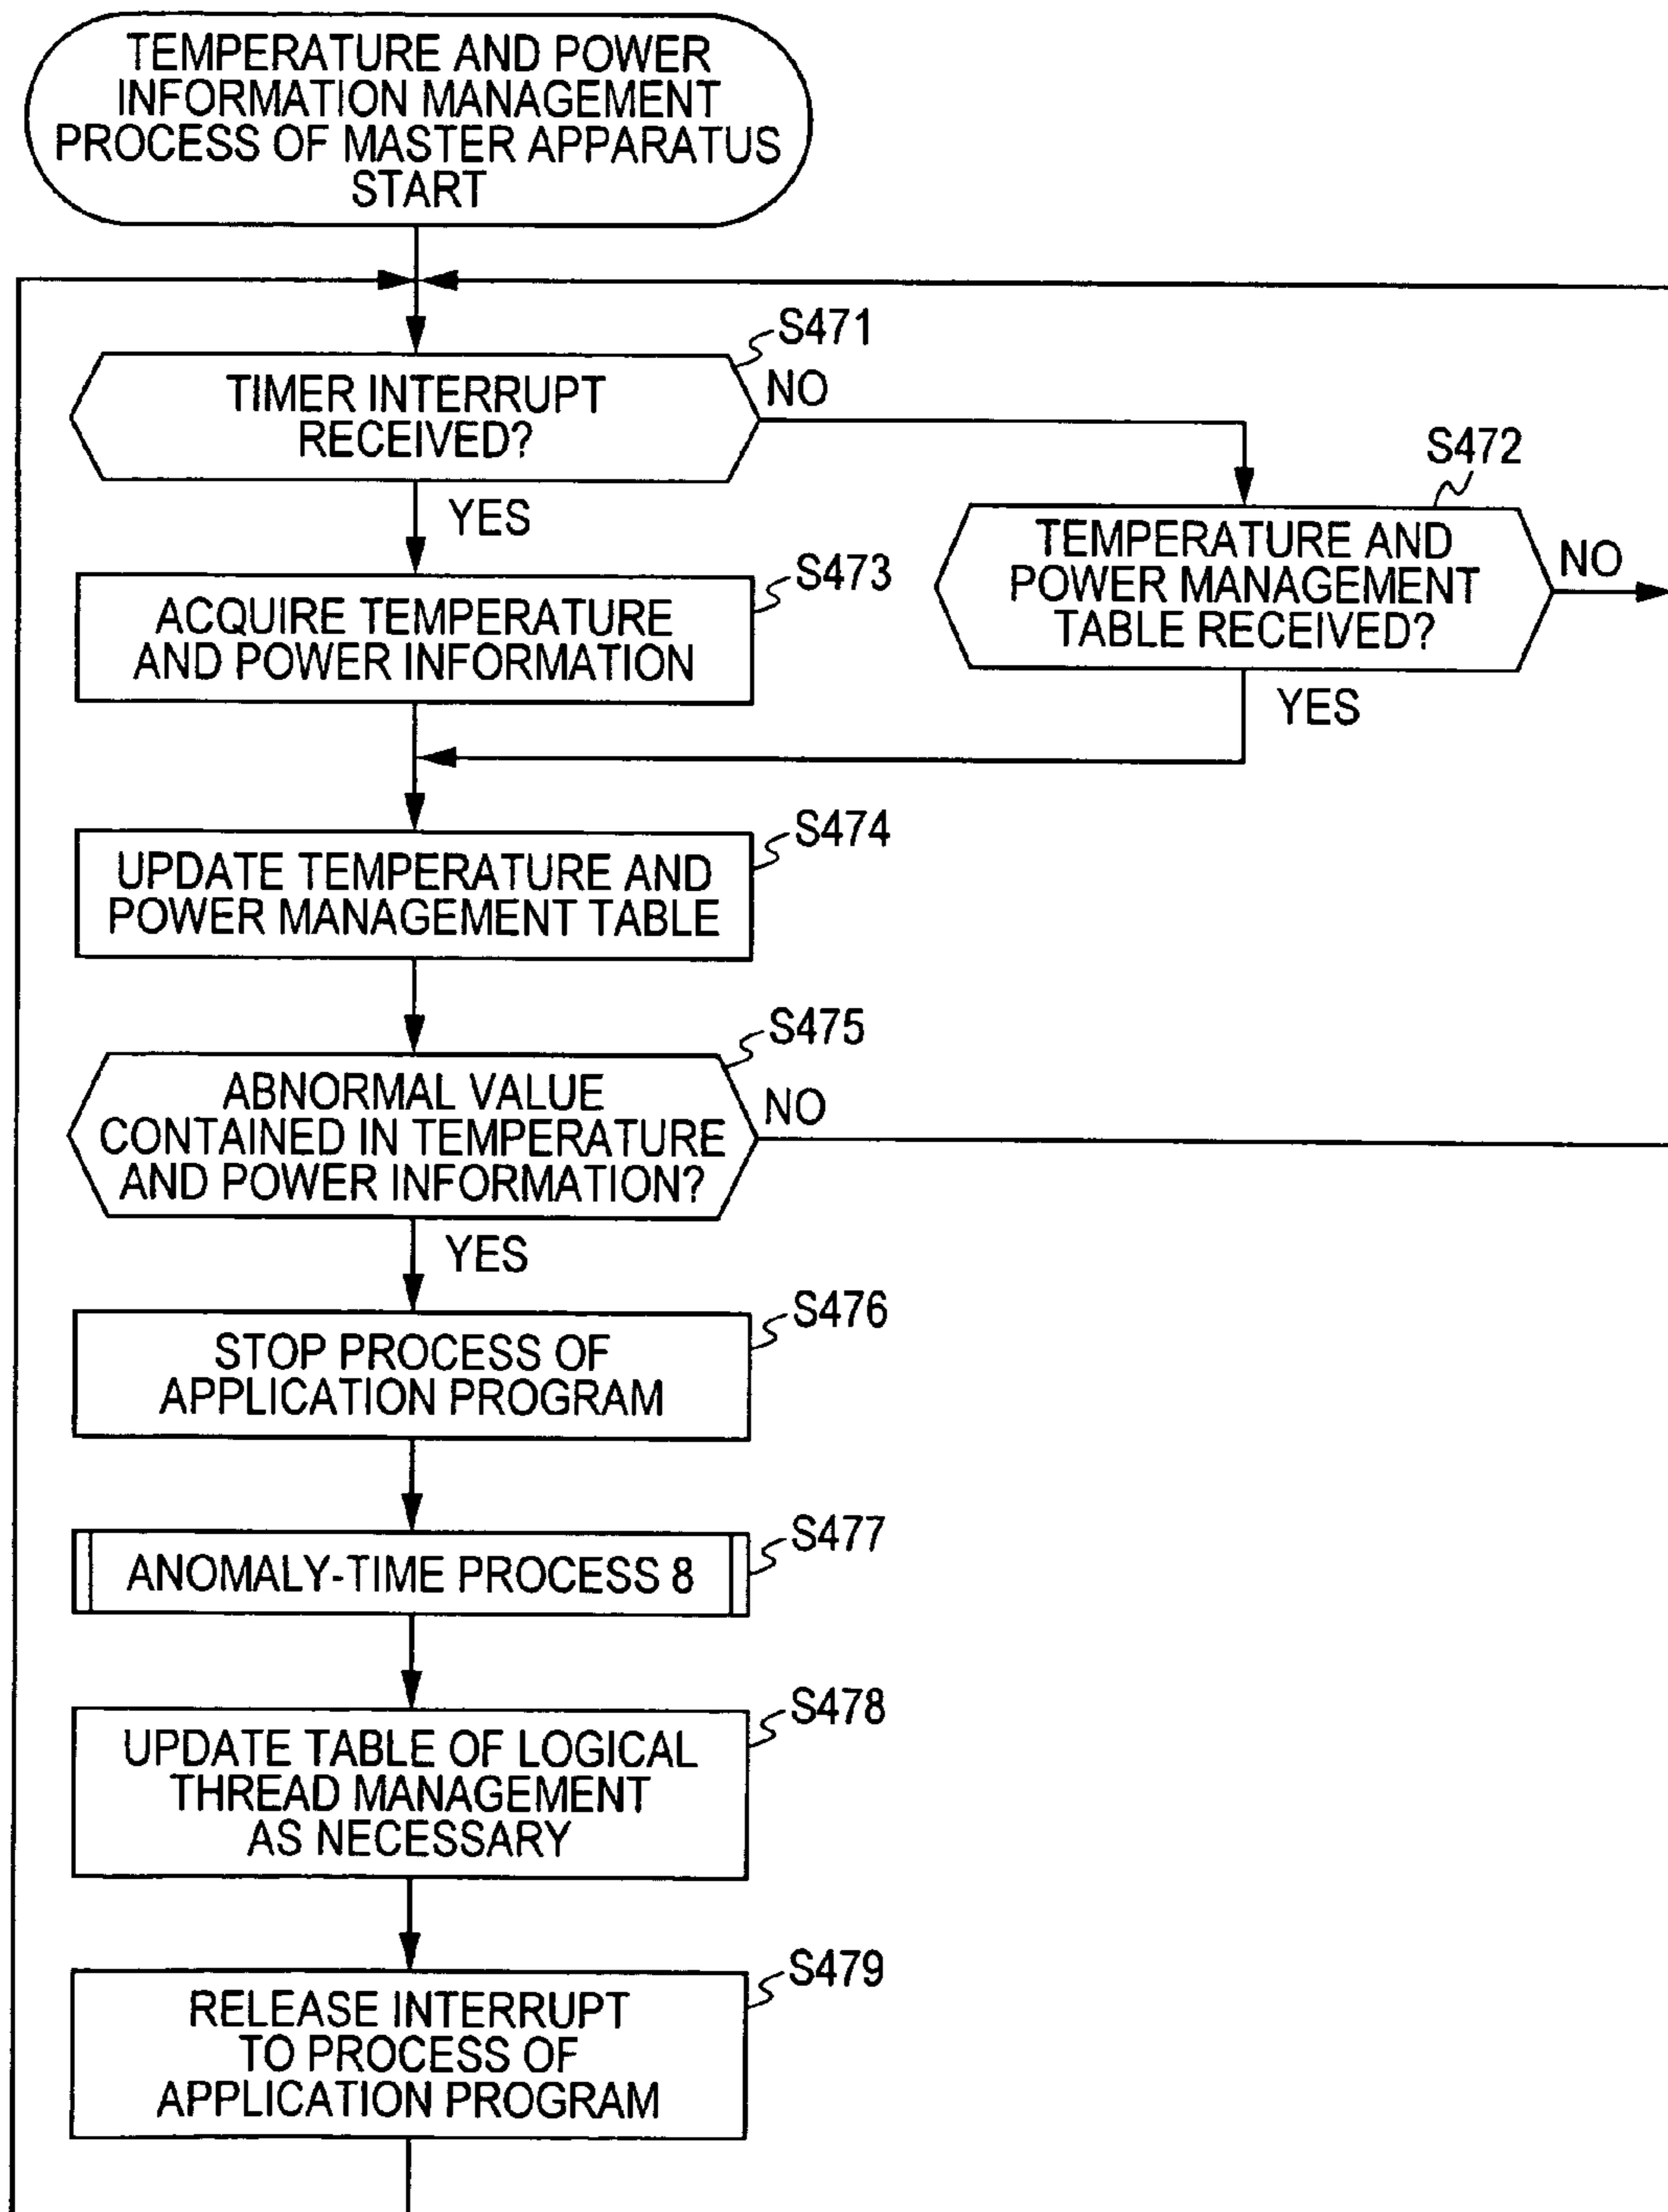 TEMPERATURE AND POWER
INFORMATION MANAGEMENT
PROCESS OF MASTER APPARATUS
START
S471
TIMER INTERRUPT
RECEIVED?
NO
YES
S472
TEMPERATURE AND
POWER MANAGEMENT
TABLE RECEIVED?
NO
YES
S473
ACQUIRE TEMPERATURE
AND POWER INFORMATION
S474
UPDATE TEMPERATURE AND
POWER MANAGEMENT TABLE
S475
ABNORMAL VALUE
CONTAINED IN TEMPERATURE
AND POWER INFORMATION?
NO
YES
S476
STOP PROCESS OF
APPLICATION PROGRAM
S477
ANOMALY-TIME PROCESS 8
S478
UPDATE TABLE OF LOGICAL
THREAD MANAGEMENT
AS NECESSARY
S479
RELEASE INTERRUPT
TO PROCESS OF
APPLICATION PROGRAM